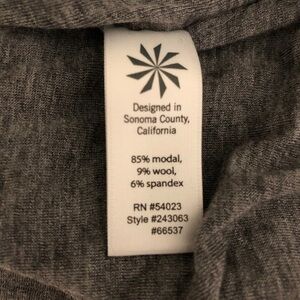 Designed in
Sonoma County,
California
85% modal,
9% wool,
6% spandex
RN #54023
Style #243063
#66537